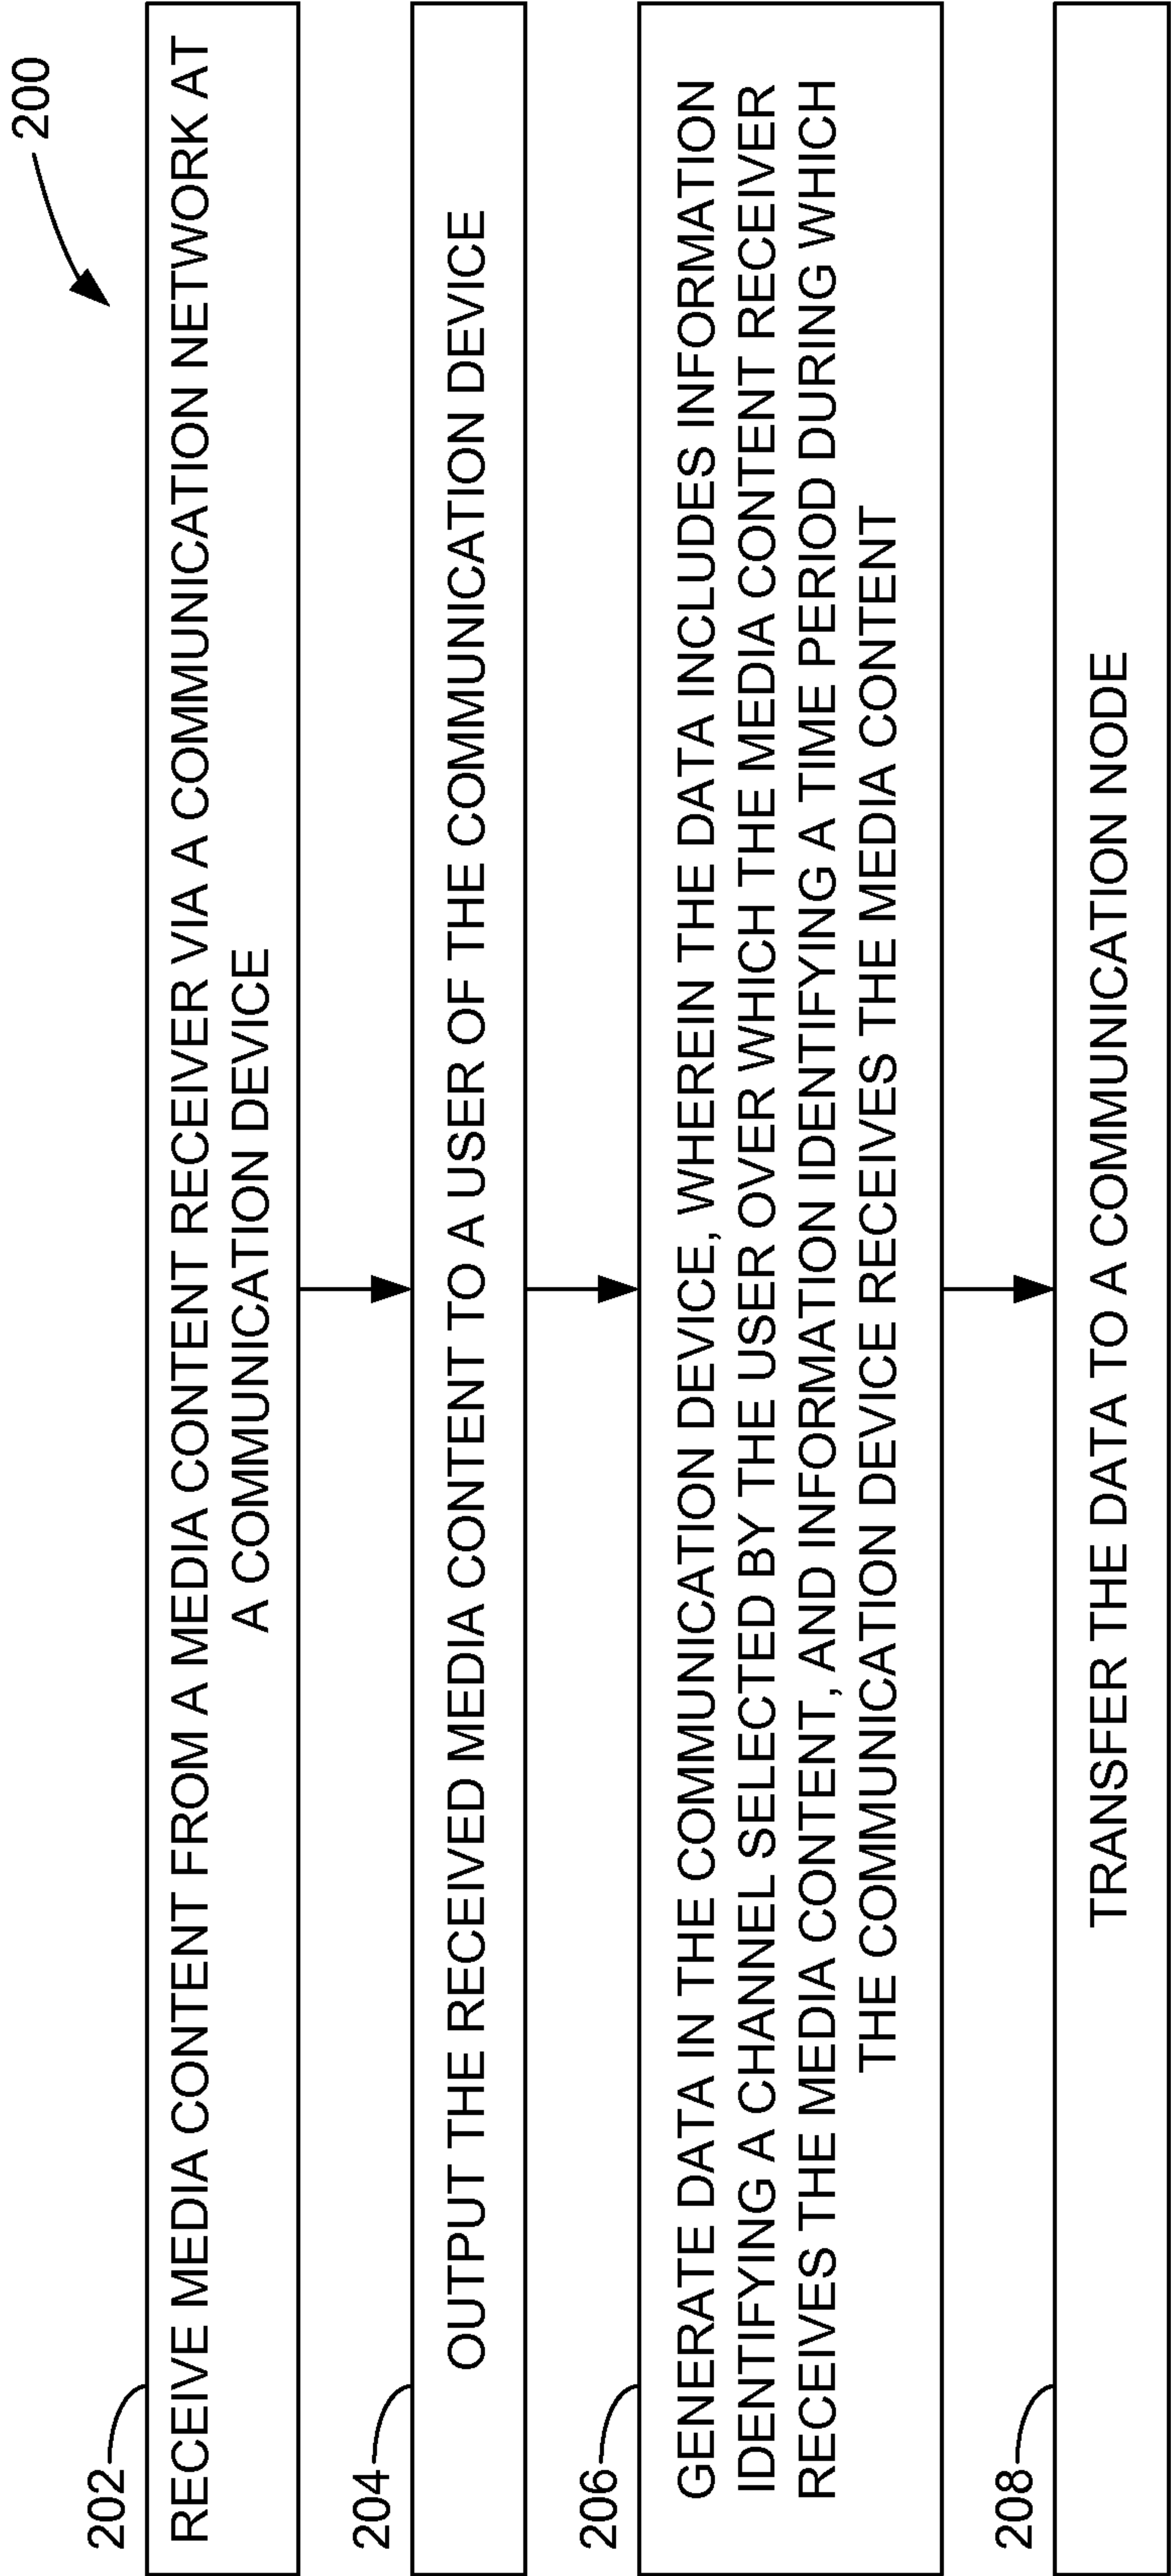 200
202
RECEIVE MEDIA CONTENT FROM A MEDIA CONTENT RECEIVER VIA A COMMUNICATION NETWORK AT
A COMMUNICATION DEVICE
204
OUTPUT THE RECEIVED MEDIA CONTENT TO A USER OF THE COMMUNICATION DEVICE
206
GENERATE DATA IN THE COMMUNICATION DEVICE, WHEREIN THE DATA INCLUDES INFORMATION
IDENTIFYING A CHANNEL SELECTED BY THE USER OVER WHICH THE MEDIA CONTENT RECEIVER
RECEIVES THE MEDIA CONTENT, AND INFORMATION IDENTIFYING A TIME PERIOD DURING WHICH
THE COMMUNICATION DEVICE RECEIVES THE MEDIA CONTENT
208
TRANSFER THE DATA TO A COMMUNICATION NODE